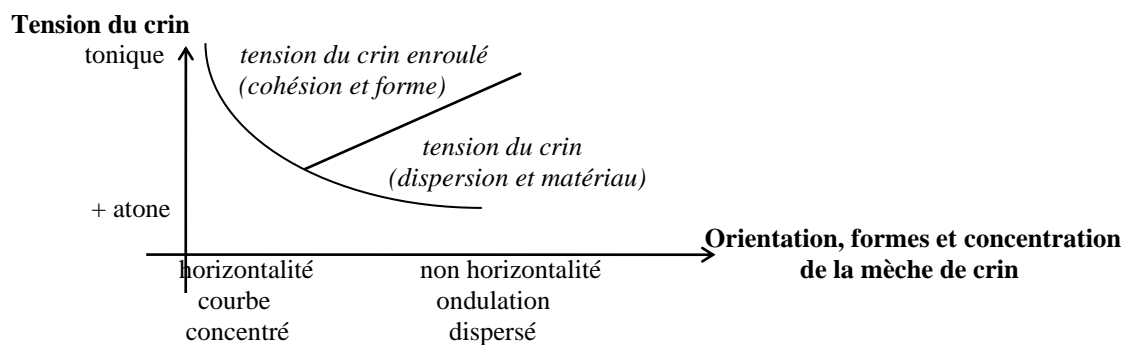 Tension du crin
tonique
tension du crin enroulé
(cohésion et forme)
tension du crin
(dispersion et matériau)
+ atone
Orientation, formes et concentration
de la mèche de crin
horizontalité
courbe
concentré
non horizontalité
ondulation
dispersé